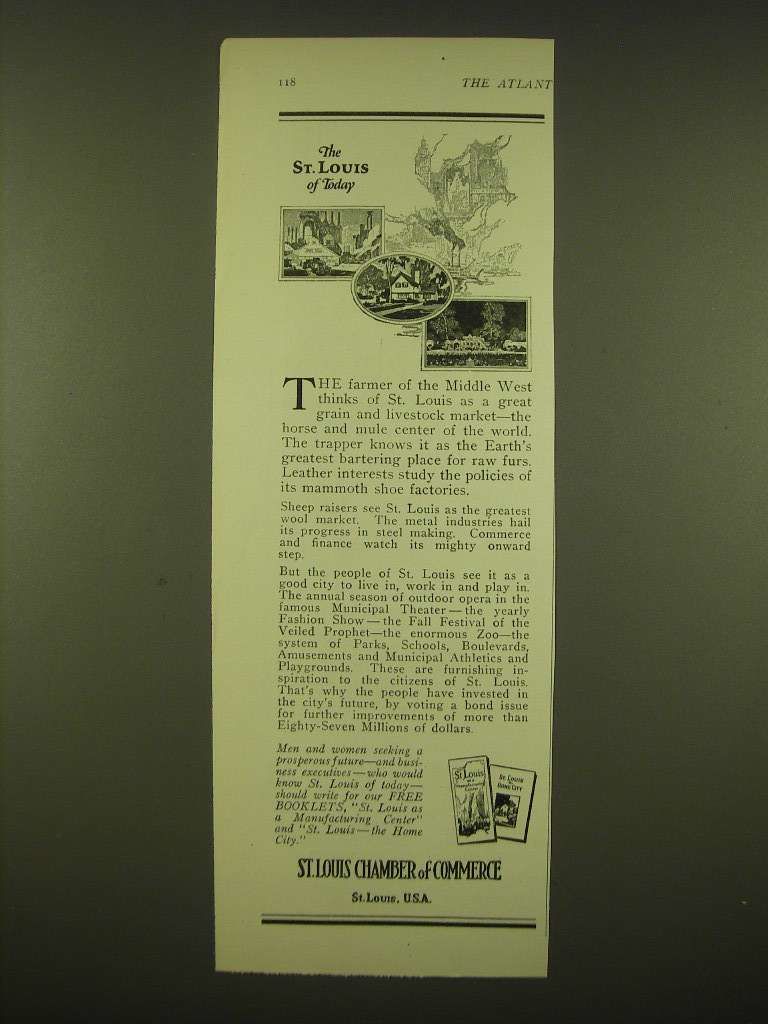 118
THE ATLANT
The
ST. LOUIS
of Today
THE farmer of the Middle West
thinks of St. Louis as a great
grain and livestock market—the
horse and mule center of the world.
The trapper knows it as the Earth's
greatest bartering place for raw furs.
Leather interests study the policies of
its mammoth shoe factories.
Sheep raisers see St. Louis as the greatest
wool market. The metal industries hail
its progress in steel making. Commerce
and finance watch its mighty onward
step.
But the people of St. Louis see it as a
good city to live in, work in and play in.
The annual season of outdoor opera in the
famous Municipal Theater—the yearly
Fashion Show—the Fall Festival of the
Veiled Prophet—the enormous Zoo—the
system of Parks, Schools, Boulevards,
Amusements and Municipal Athletics and
Playgrounds. These are furnishing in-
spiration to the citizens of St. Louis.
That's why the people have invested in
the city's future, by voting a bond issue
for further improvements of more than
Eighty-Seven Millions of dollars.
Men and women seeking a
prosperous future—and busi-
ness executives—who would
know St. Louis of today—
should write for our FREE
BOOKLETS, "St. Louis as
a Manufacturing Center"
and "St. Louis—the Home
City."
St Louis
as a
Manufacturing
Center
ST. LOUIS
the
HOME CITY
ST. LOUIS CHAMBER of COMMERCE
St. Louis, U.S.A.